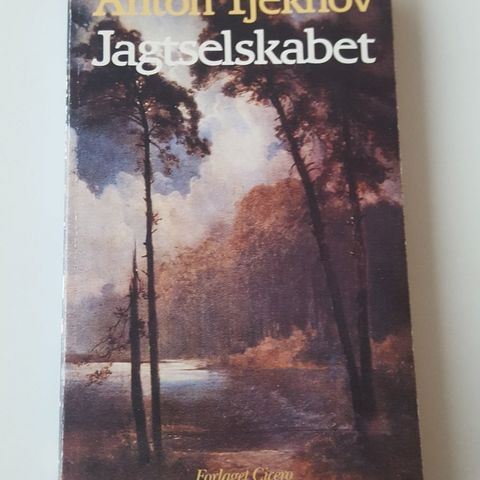 Anton Tjekhov
Jagtselskabet
Forlaget Cicero